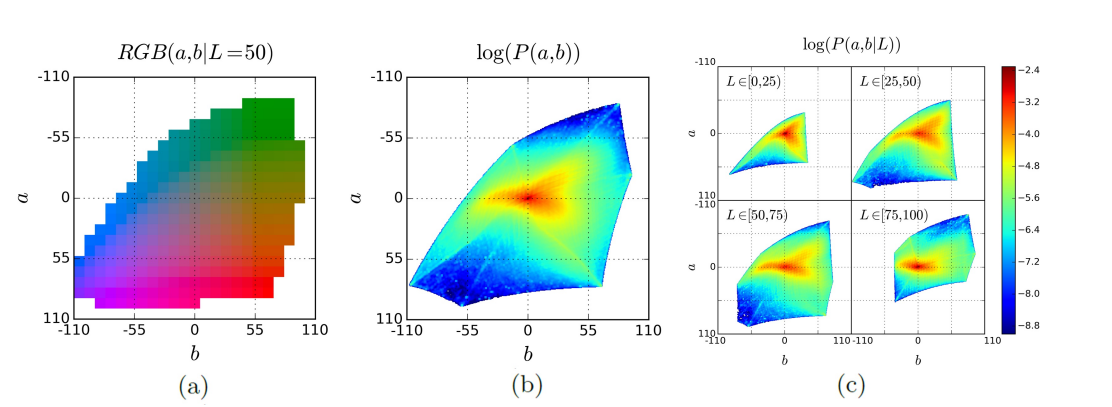 RGB(a,b|L=50)
-110
-55
0
55
110
-110
-55
0
55
110
a
b
(a)
log(P(a,b))
-110
-55
0
55
110
-110
-55
0
55
110
a
b
(b)
log(P(a,b|L))
L∈[0,25)
L∈[25,50)
L∈[50,75)
L∈[75,100)
-110
0
110
-110
0
110
a
a
-110
0
110
-110
0
110
b
b
−2.4
−3.2
−4.0
−4.8
−5.6
−6.4
−7.2
−8.0
−8.8
(c)